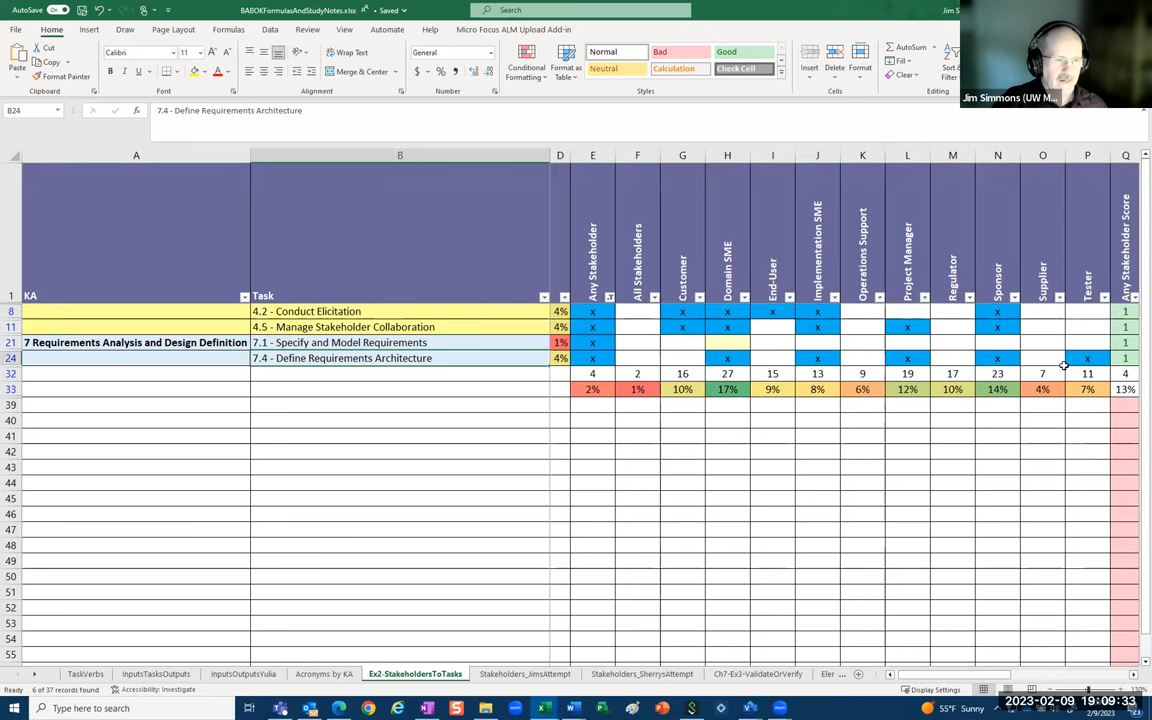 AutoSave On BABOKFormulasAndStudyNotes.xlsx • Saved Search Jim S
File Home Insert Draw Page Layout Formulas Data Review View Automate Help Micro Focus ALM Upload Add-in
Cut Calibri 11 Wrap Text General Normal Bad Good AutoSum
Copy Neutral Calculation Check Cell Fill
Paste Format Painter Merge & Center Conditional Formatting Format as Table Insert Delete Format Clear Sort & Filter
Clipboard Font Alignment Number Styles Cells Editing
Jim Simmons (UW M...
B24 fx 7.4 - Define Requirements Architecture
A B D E F G H I J K L M N O P Q
1 KA Task Any Stakeholder All Stakeholders Customer Domain SME End-User Implementation SME Operations Support Project Manager Regulator Sponsor Supplier Tester Any Stakeholder Score
8 4.2 - Conduct Elicitation 4% x x x x x x 1
11 4.5 - Manage Stakeholder Collaboration 4% x x x x x x 1
21 7 Requirements Analysis and Design Definition 7.1 - Specify and Model Requirements 1% x 1
24 7.4 - Define Requirements Architecture 4% x x x x x x 1
32 4 2 16 27 15 13 9 19 17 23 7 11 4
33 2% 1% 10% 17% 9% 8% 6% 12% 10% 14% 4% 7% 13%
39
40
41
42
43
44
45
46
47
48
49
50
51
52
53
54
55
TaskVerbs InputsTasksOutputs InputsOutputsYulia Acronyms by KA Ex2-StakeholdersToTasks Stakeholders_JimsAttempt Stakeholders_SherrysAttempt Ch7-Ex3-ValidateOrVerify Eler ...
Ready 6 of 37 records found Accessibility: Investigate Display Settings 130%
Type here to search 55°F Sunny 2023-02-09 19:09:33
2/9/2023